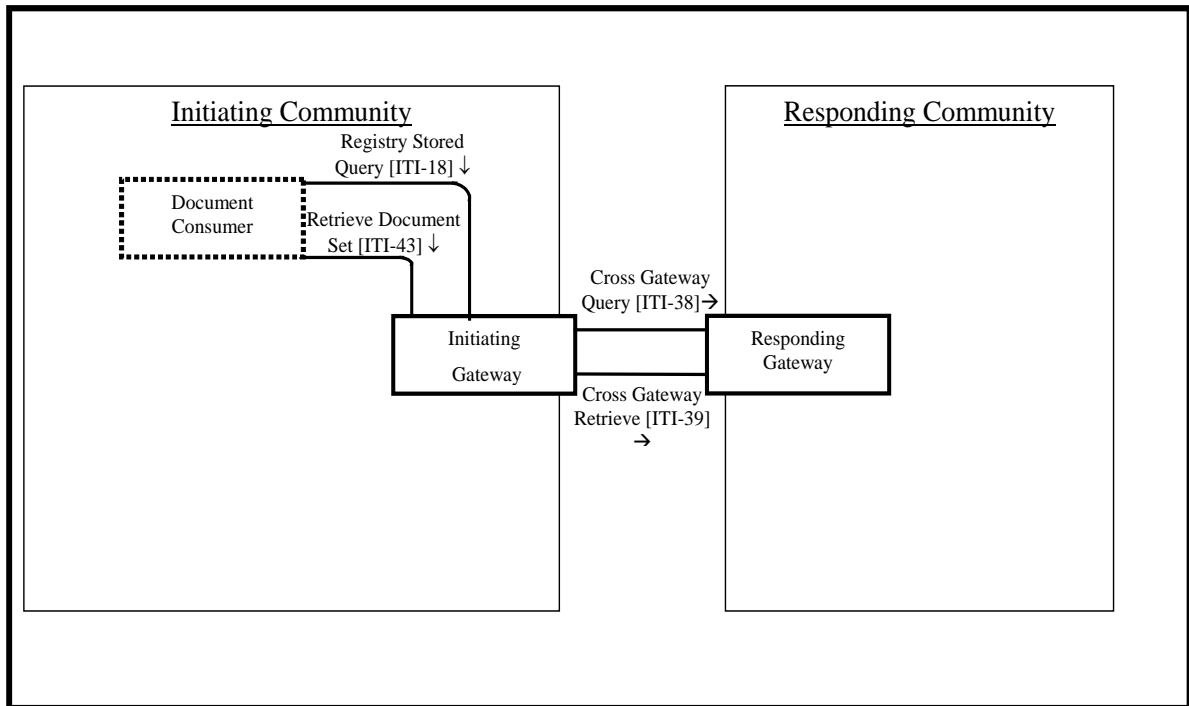 Initiating Community
Responding Community
Registry Stored
Query [ITI-18] ↓
Document
Consumer
Retrieve Document
Set [ITI-43] ↓
Cross Gateway
Query [ITI-38]→
Initiating
Gateway
Responding
Gateway
Cross Gateway
Retrieve [ITI-39]
→